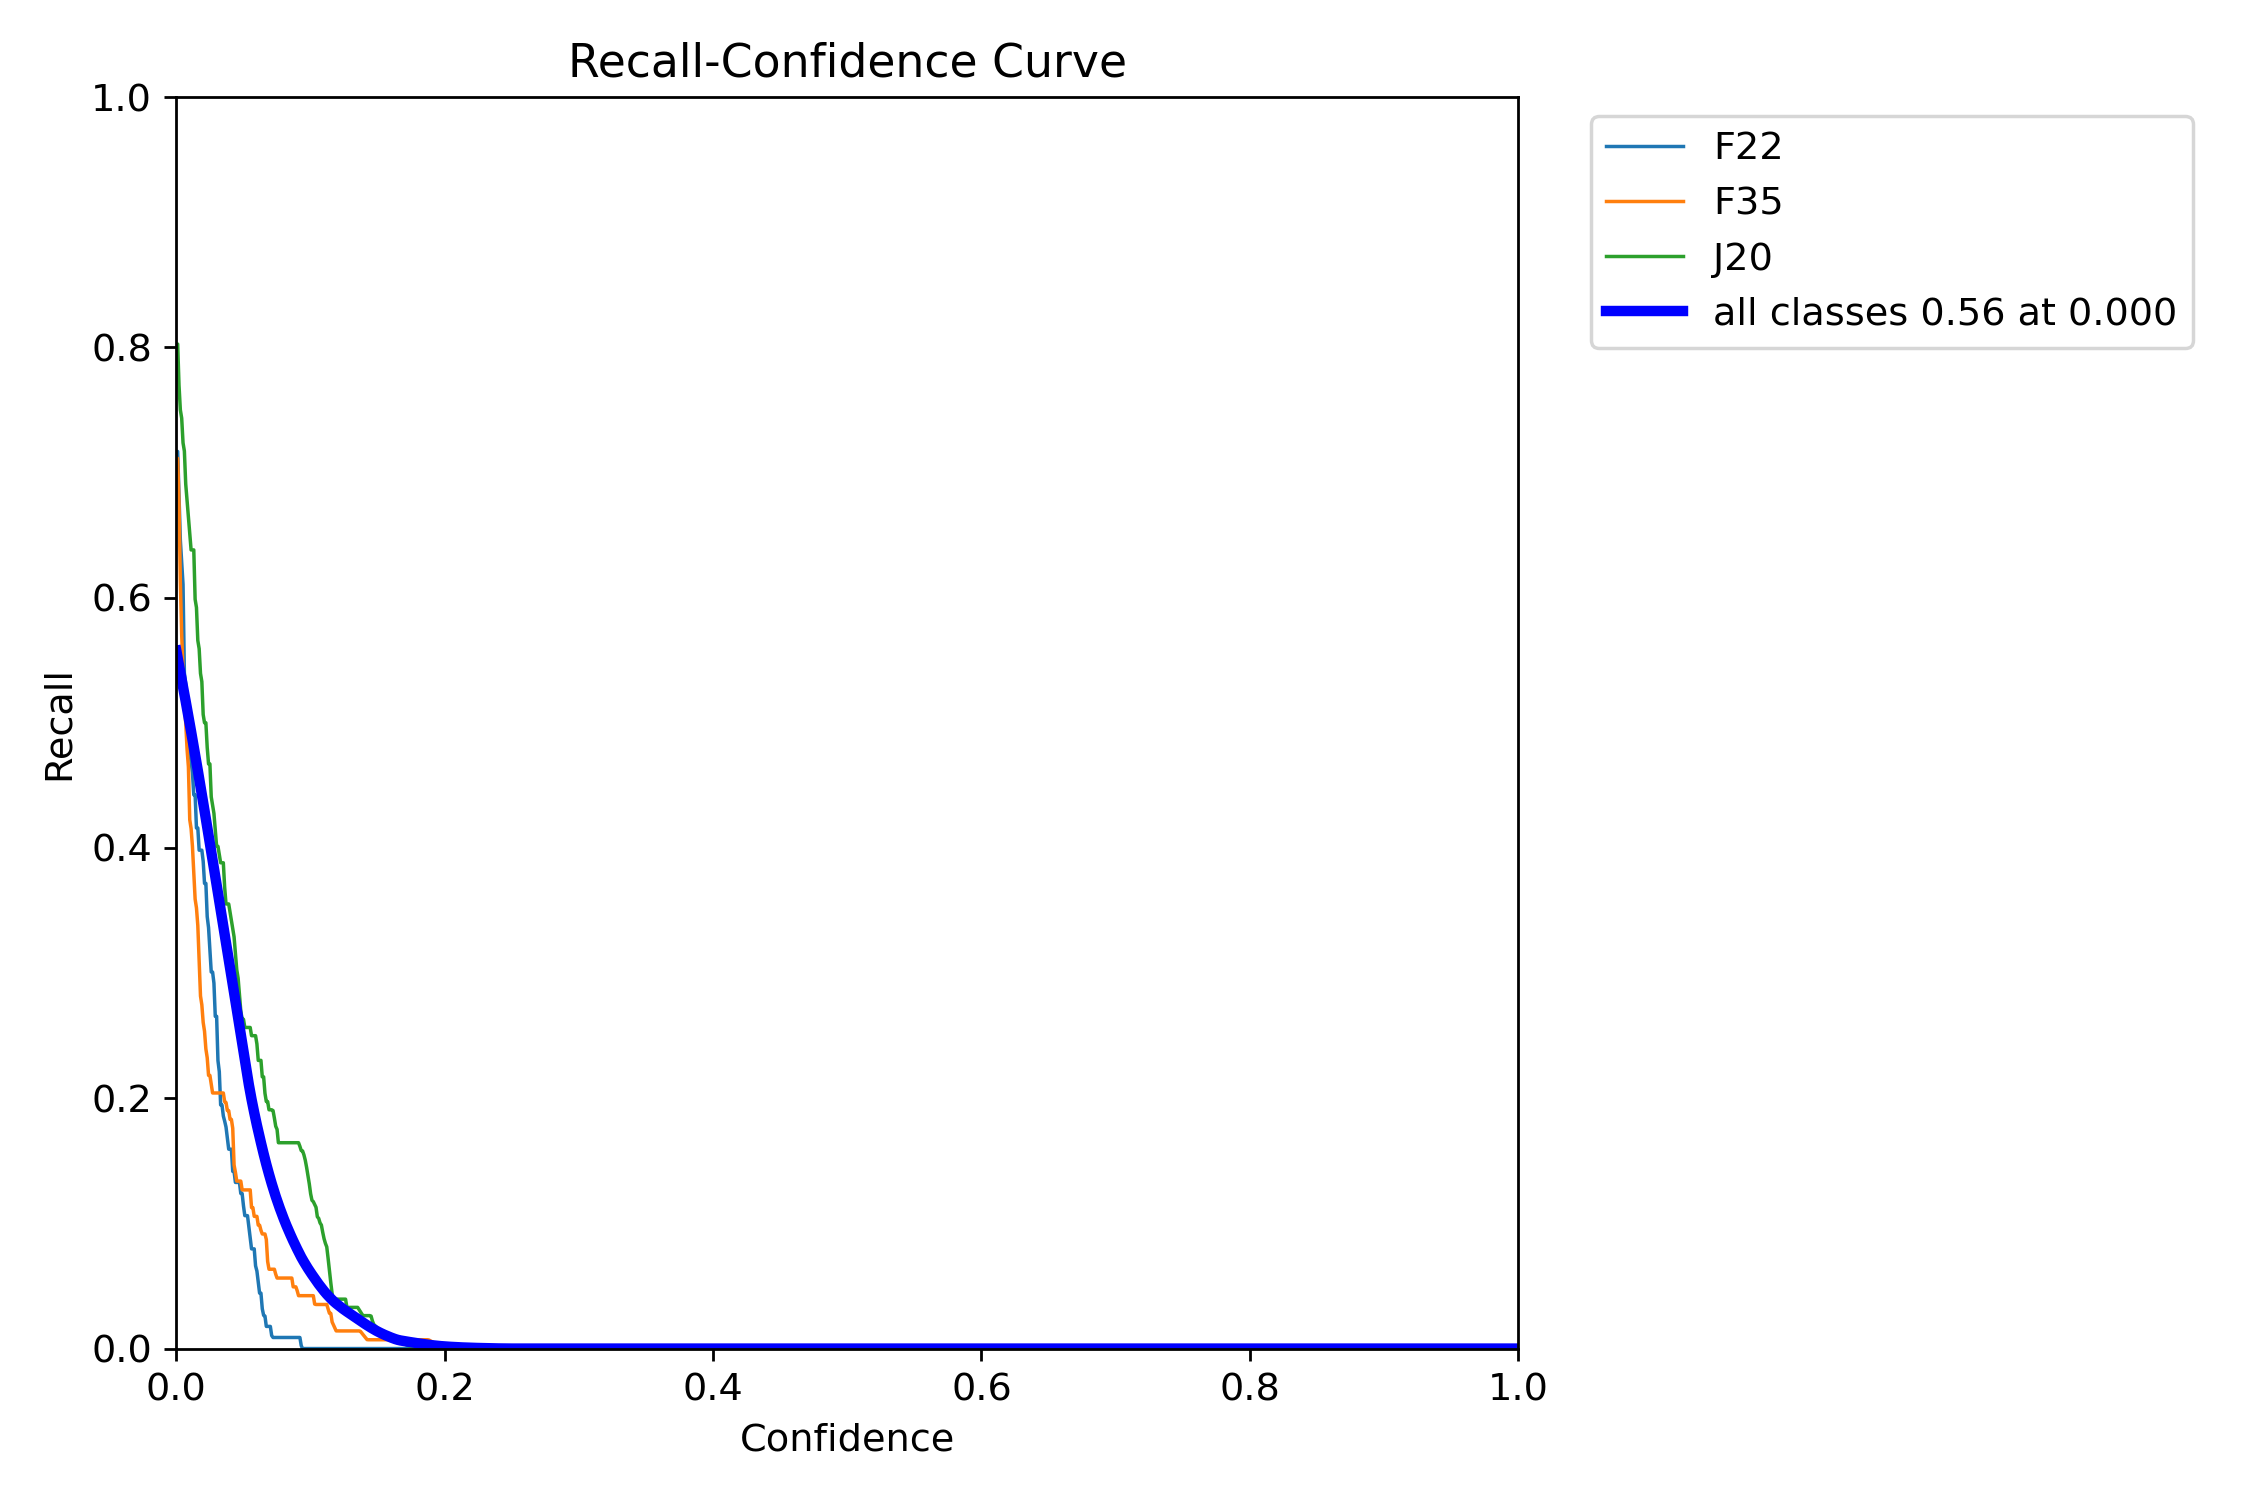 Recall-Confidence Curve
1.0
0.8
0.6
0.4
0.2
0.0
Recall
0.0 0.2 0.4 0.6 0.8 1.0
Confidence
F22
F35
J20
all classes 0.56 at 0.000